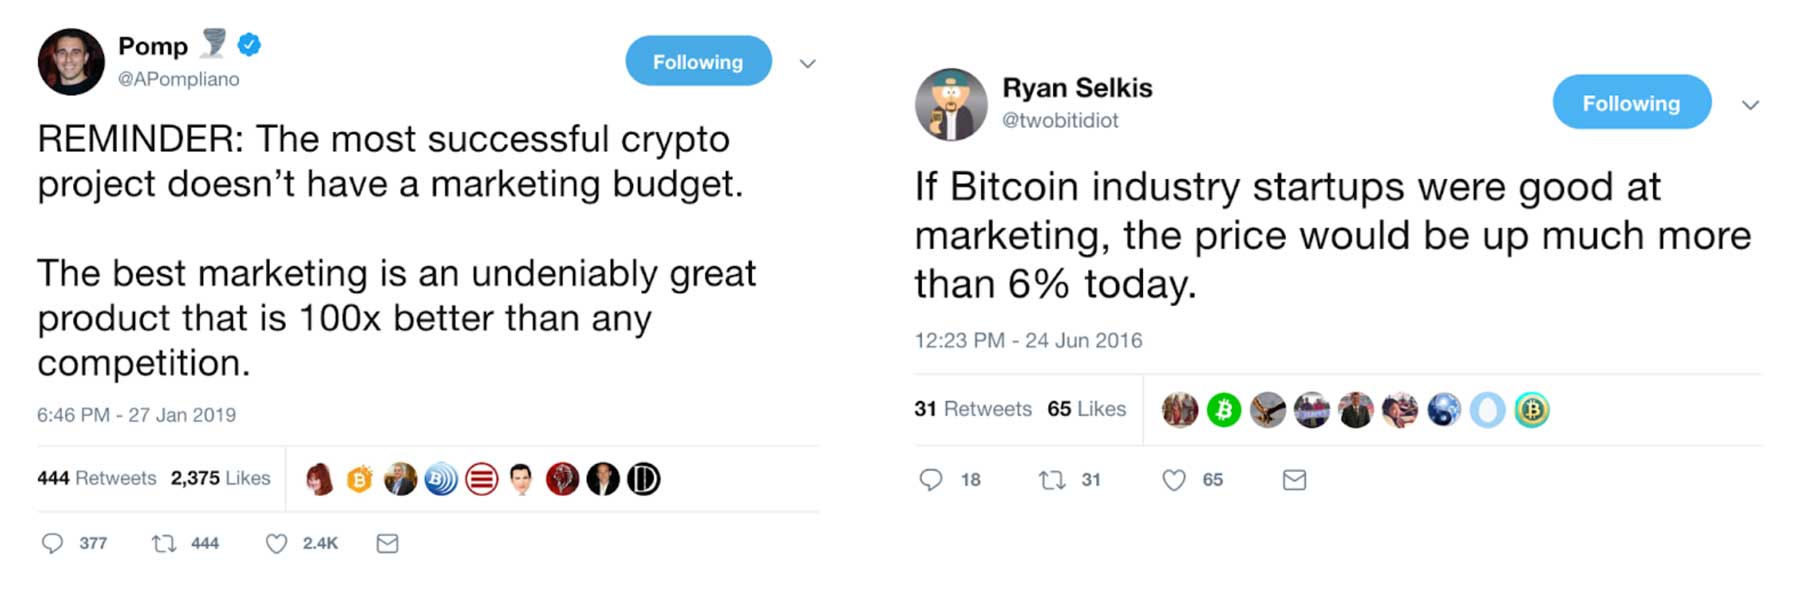 Pomp
@APompliano
Following
REMINDER: The most successful crypto
project doesn't have a marketing budget.
The best marketing is an undeniably great
product that is 100x better than any
competition.
6:46 PM - 27 Jan 2019
444 Retweets 2,375 Likes
377 444 2.4K
Ryan Selkis
@twobitidiot
Following
If Bitcoin industry startups were good at
marketing, the price would be up much more
than 6% today.
12:23 PM - 24 Jun 2016
31 Retweets 65 Likes
18 31 65